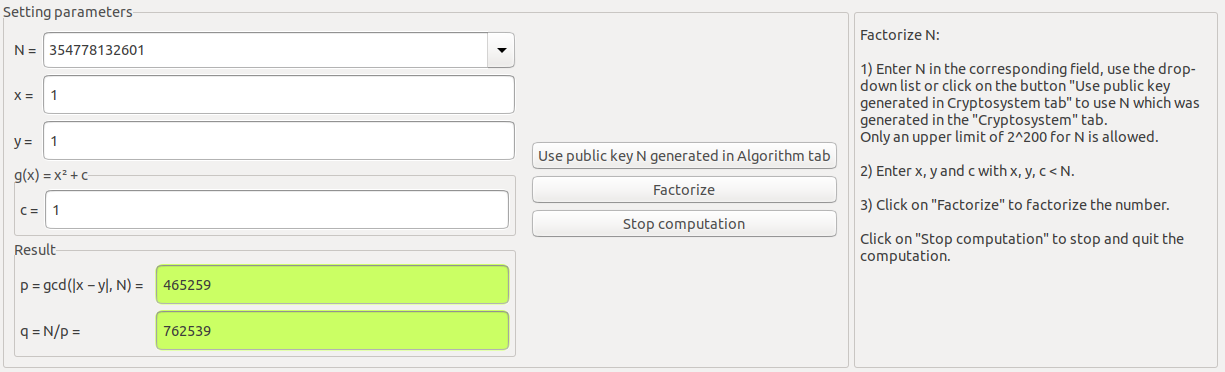 Setting parameters
N = 354778132601
x = 1
y = 1
g(x) = x² + c
c = 1
Result
p = gcd(|x − y|, N) = 465259
q = N/p = 762539
Use public key N generated in Algorithm tab
Factorize
Stop computation
Factorize N:
1) Enter N in the corresponding field, use the drop-
down list or click on the button "Use public key
generated in Cryptosystem tab" to use N which was
generated in the "Cryptosystem" tab.
Only an upper limit of 2^200 for N is allowed.
2) Enter x, y and c with x, y, c < N.
3) Click on "Factorize" to factorize the number.
Click on "Stop computation" to stop and quit the
computation.